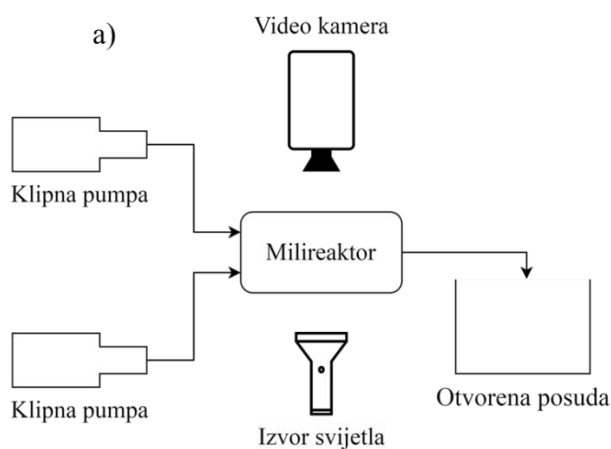 a)
Video kamera
Klipna pumpa
Milireaktor
Klipna pumpa
Otvorena posuda
Izvor svijetla